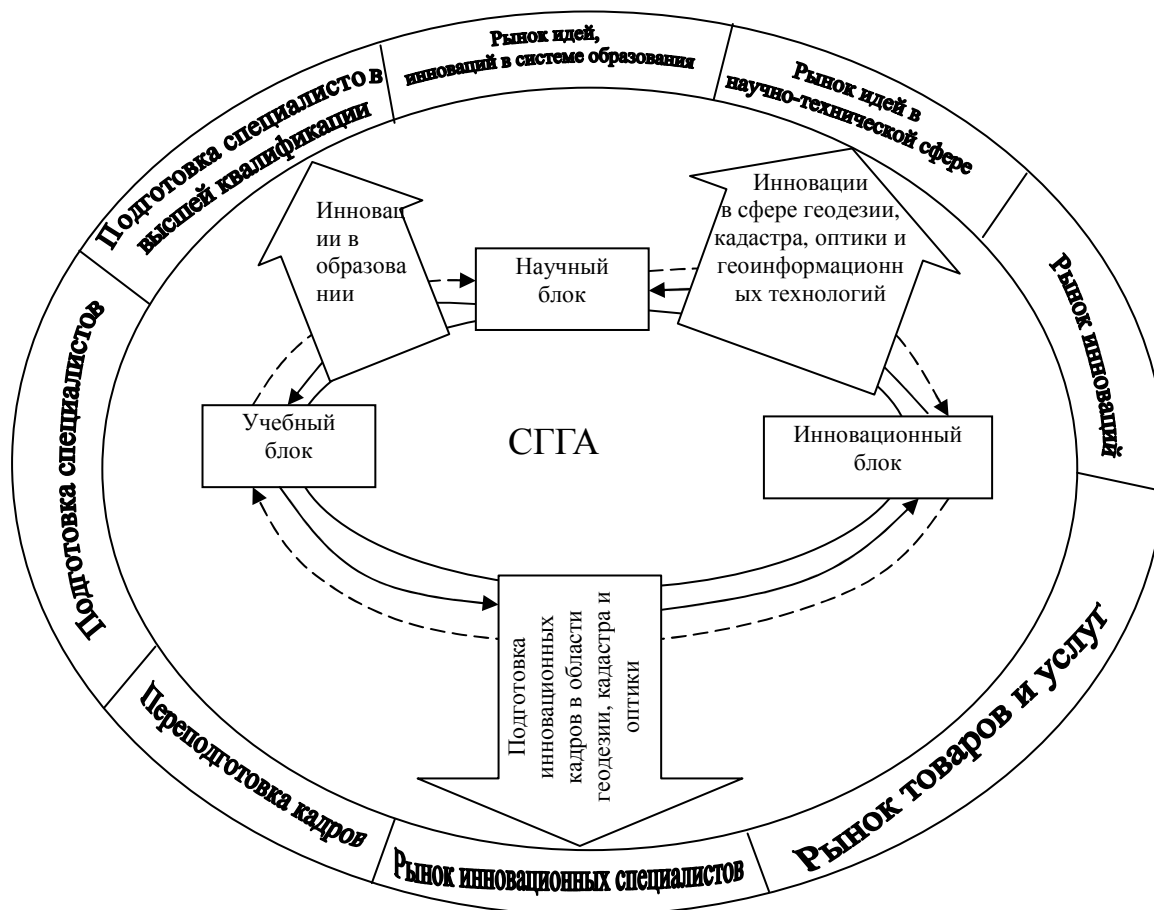 Рынок идей,
инноваций в системе образования
Рынок идей в
научно-технической сфере
Рынок инноваций
Рынок товаров и услуг
Рынок инновационных специалистов
Переподготовка кадров
Подготовка специалистов
Подготовка специалисто в
высшей квалификации
Инновац
ии в
образова
нии
Научный
блок
Инновации
в сфере геодезии,
кадастра, оптики и
геоинформационн
ых технологий
Учебный
блок
СГГА
Инновационный
блок
Подготовка
инновационных
кадров в области
геодезии, кадастра и
оптики